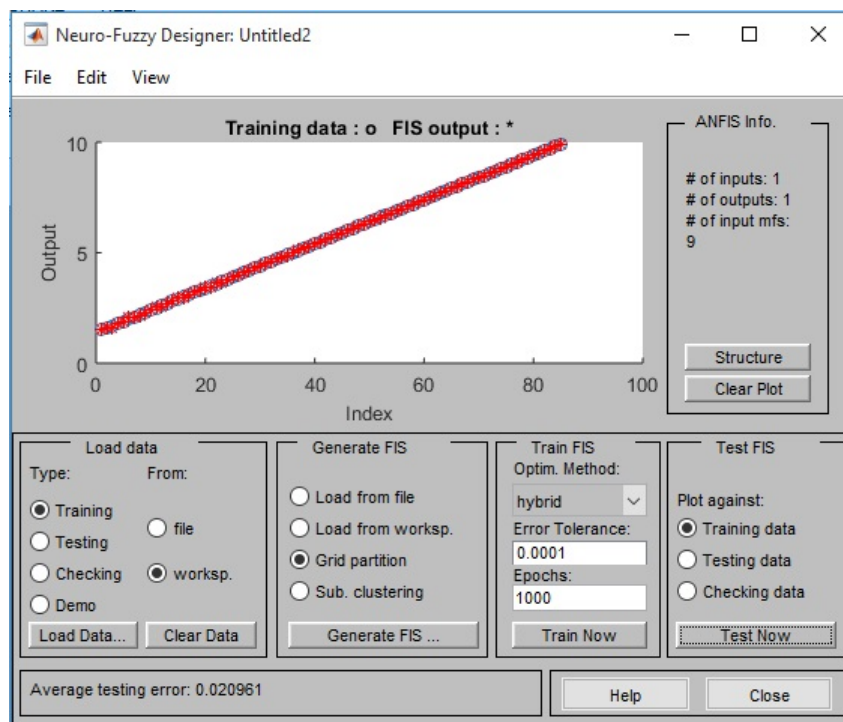 Neuro-Fuzzy Designer: Untitled2
File Edit View
Training data : o FIS output : *
10
5
0
Output
0 20 40 60 80 100
Index
ANFIS Info.
# of inputs: 1
# of outputs: 1
# of input mfs:
9
Structure
Clear Plot
Load data
Type: From:
Training
Testing
Checking
Demo
file
worksp.
Load Data... Clear Data
Generate FIS
Load from file
Load from worksp.
Grid partition
Sub. clustering
Generate FIS ...
Train FIS
Optim. Method:
hybrid
Error Tolerance:
0.0001
Epochs:
1000
Train Now
Test FIS
Plot against:
Training data
Testing data
Checking data
Test Now
Average testing error: 0.020961
Help Close